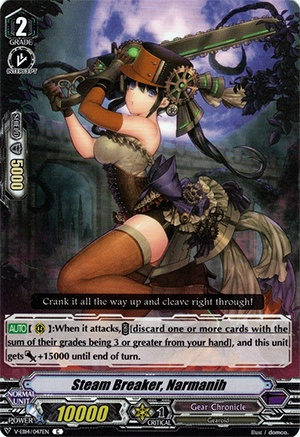 2
GRADE
INTERCEPT
SHIELD
5000
Crank it all the way up and cleave right through!
AUTO [ ]:When it attacks, [discard one or more cards with the
sum of their grades being 3 or greater from your hand], and this unit
gets +15000 until end of turn.
Steam Breaker, Narmanih
NORMAL
UNIT
POWER
10000
1
CRITICAL
Gear Chronicle
Gearoid
V-EB14/047EN C
Illus / domco.